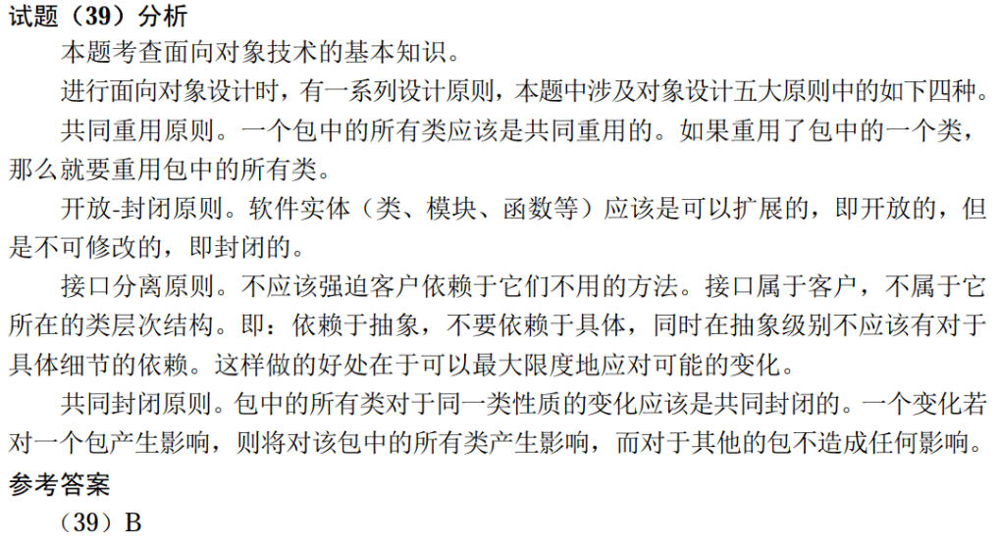 试题（39）分析
本题考查面向对象技术的基本知识。
进行面向对象设计时，有一系列设计原则，本题中涉及对象设计五大原则中的如下四种。
共同重用原则。一个包中的所有类应该是共同重用的。如果重用了包中的一个类，
那么就要重用包中的所有类。
开放-封闭原则。软件实体（类、模块、函数等）应该是可以扩展的，即开放的，但
是不可修改的，即封闭的。
接口分离原则。不应该强迫客户依赖于它们不用的方法。接口属于客户，不属于它
所在的类层次结构。即：依赖于抽象，不要依赖于具体，同时在抽象级别不应该有对于
具体细节的依赖。这样做的好处在于可以最大限度地应对可能的变化。
共同封闭原则。包中的所有类对于同一类性质的变化应该是共同封闭的。一个变化若
对一个包产生影响，则将对该包中的所有类产生影响，而对于其他的包不造成任何影响。
参考答案
（39）B